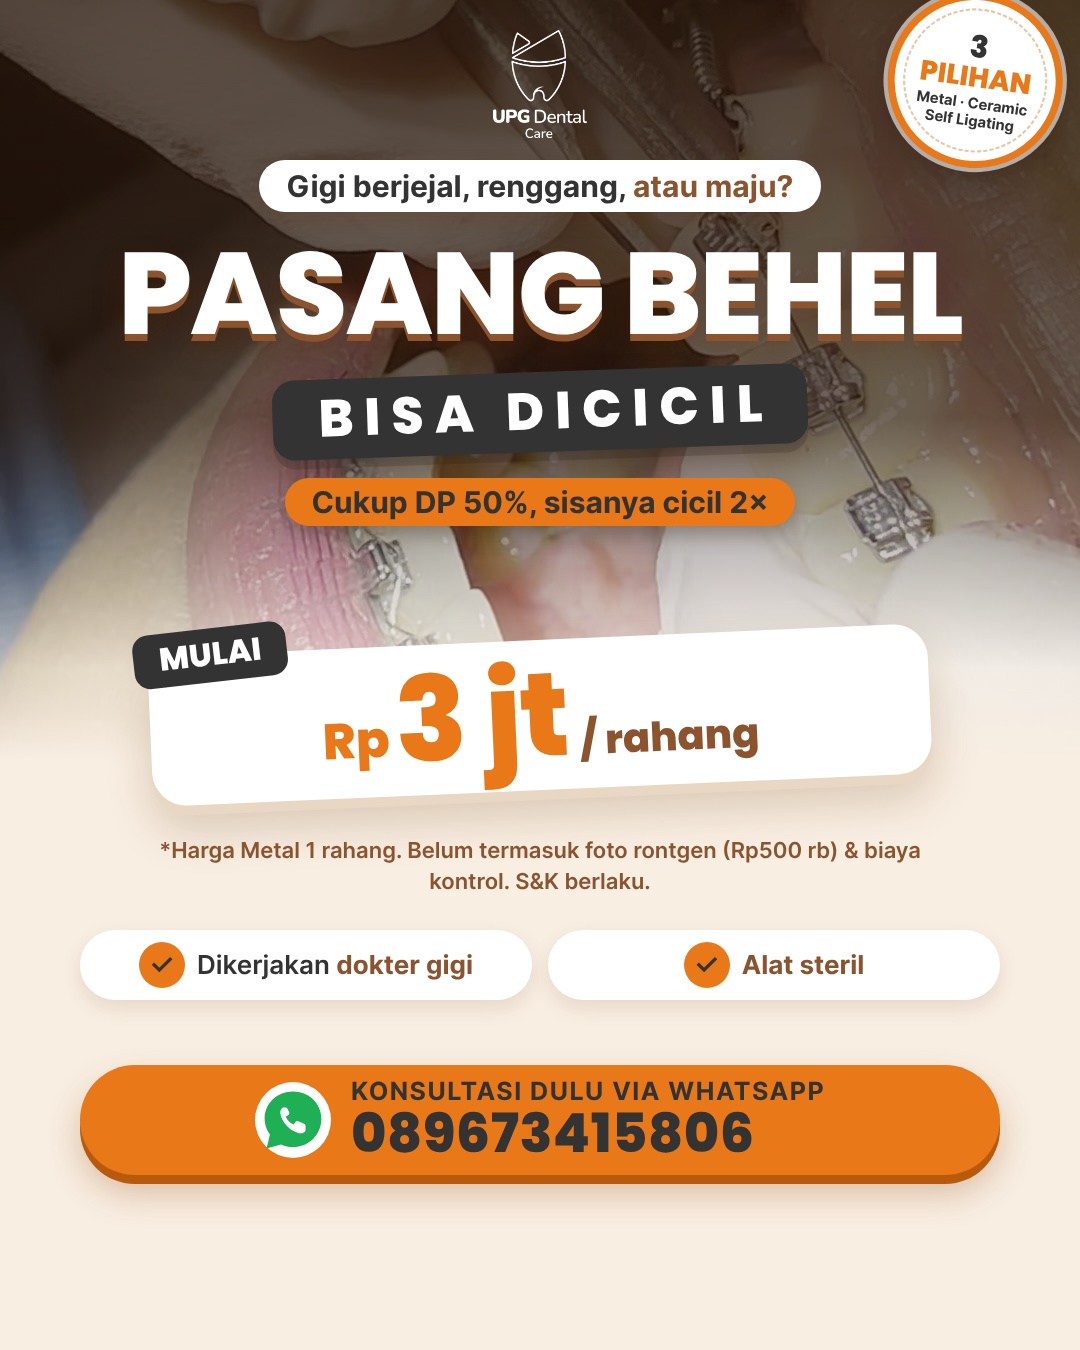 UPG Dental
Care
3
PILIHAN
Metal · Ceramic
Self Ligating
Gigi berjejal, renggang, atau maju?
PASANG BEHEL
BISA DICICIL
Cukup DP 50%, sisanya cicil 2×
MULAI
Rp 3 jt / rahang
*Harga Metal 1 rahang. Belum termasuk foto rontgen (Rp500 rb) & biaya
kontrol. S&K berlaku.
Dikerjakan dokter gigi
Alat steril
KONSULTASI DULU VIA WHATSAPP
089673415806